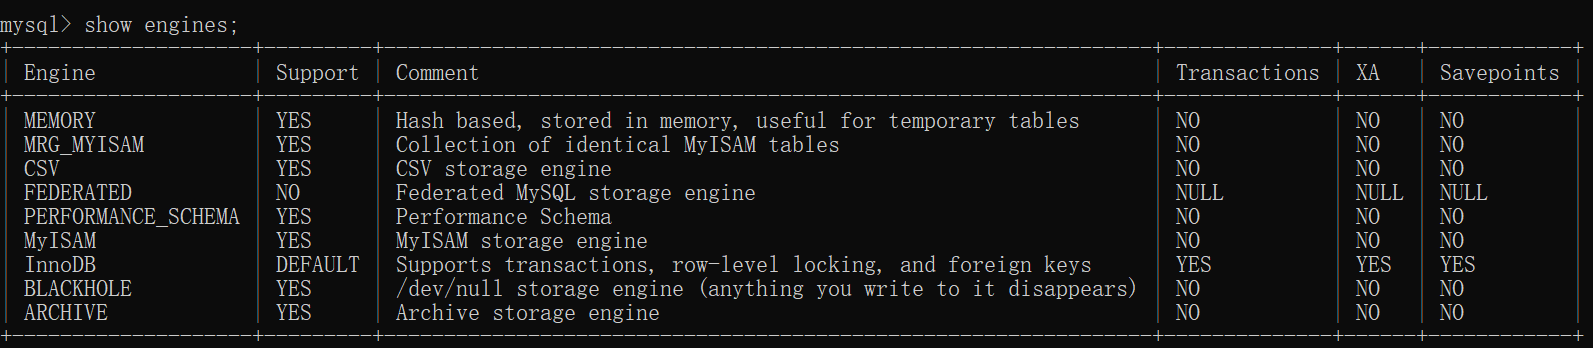 mysql> show engines;
+--------------------+---------+----------------------------------------------------------------+--------------+------+------------+
| Engine             | Support | Comment                                                        | Transactions | XA   | Savepoints |
+--------------------+---------+----------------------------------------------------------------+--------------+------+------------+
| MEMORY             | YES     | Hash based, stored in memory, useful for temporary tables      | NO           | NO   | NO         |
| MRG_MYISAM         | YES     | Collection of identical MyISAM tables                          | NO           | NO   | NO         |
| CSV                | YES     | CSV storage engine                                             | NO           | NO   | NO         |
| FEDERATED          | NO      | Federated MySQL storage engine                                 | NULL         | NULL | NULL       |
| PERFORMANCE_SCHEMA | YES     | Performance Schema                                             | NO           | NO   | NO         |
| MyISAM             | YES     | MyISAM storage engine                                          | NO           | NO   | NO         |
| InnoDB             | DEFAULT | Supports transactions, row-level locking, and foreign keys     | YES          | YES  | YES        |
| BLACKHOLE          | YES     | /dev/null storage engine (anything you write to it disappears) | NO           | NO   | NO         |
| ARCHIVE            | YES     | Archive storage engine                                         | NO           | NO   | NO         |
+--------------------+---------+----------------------------------------------------------------+--------------+------+------------+